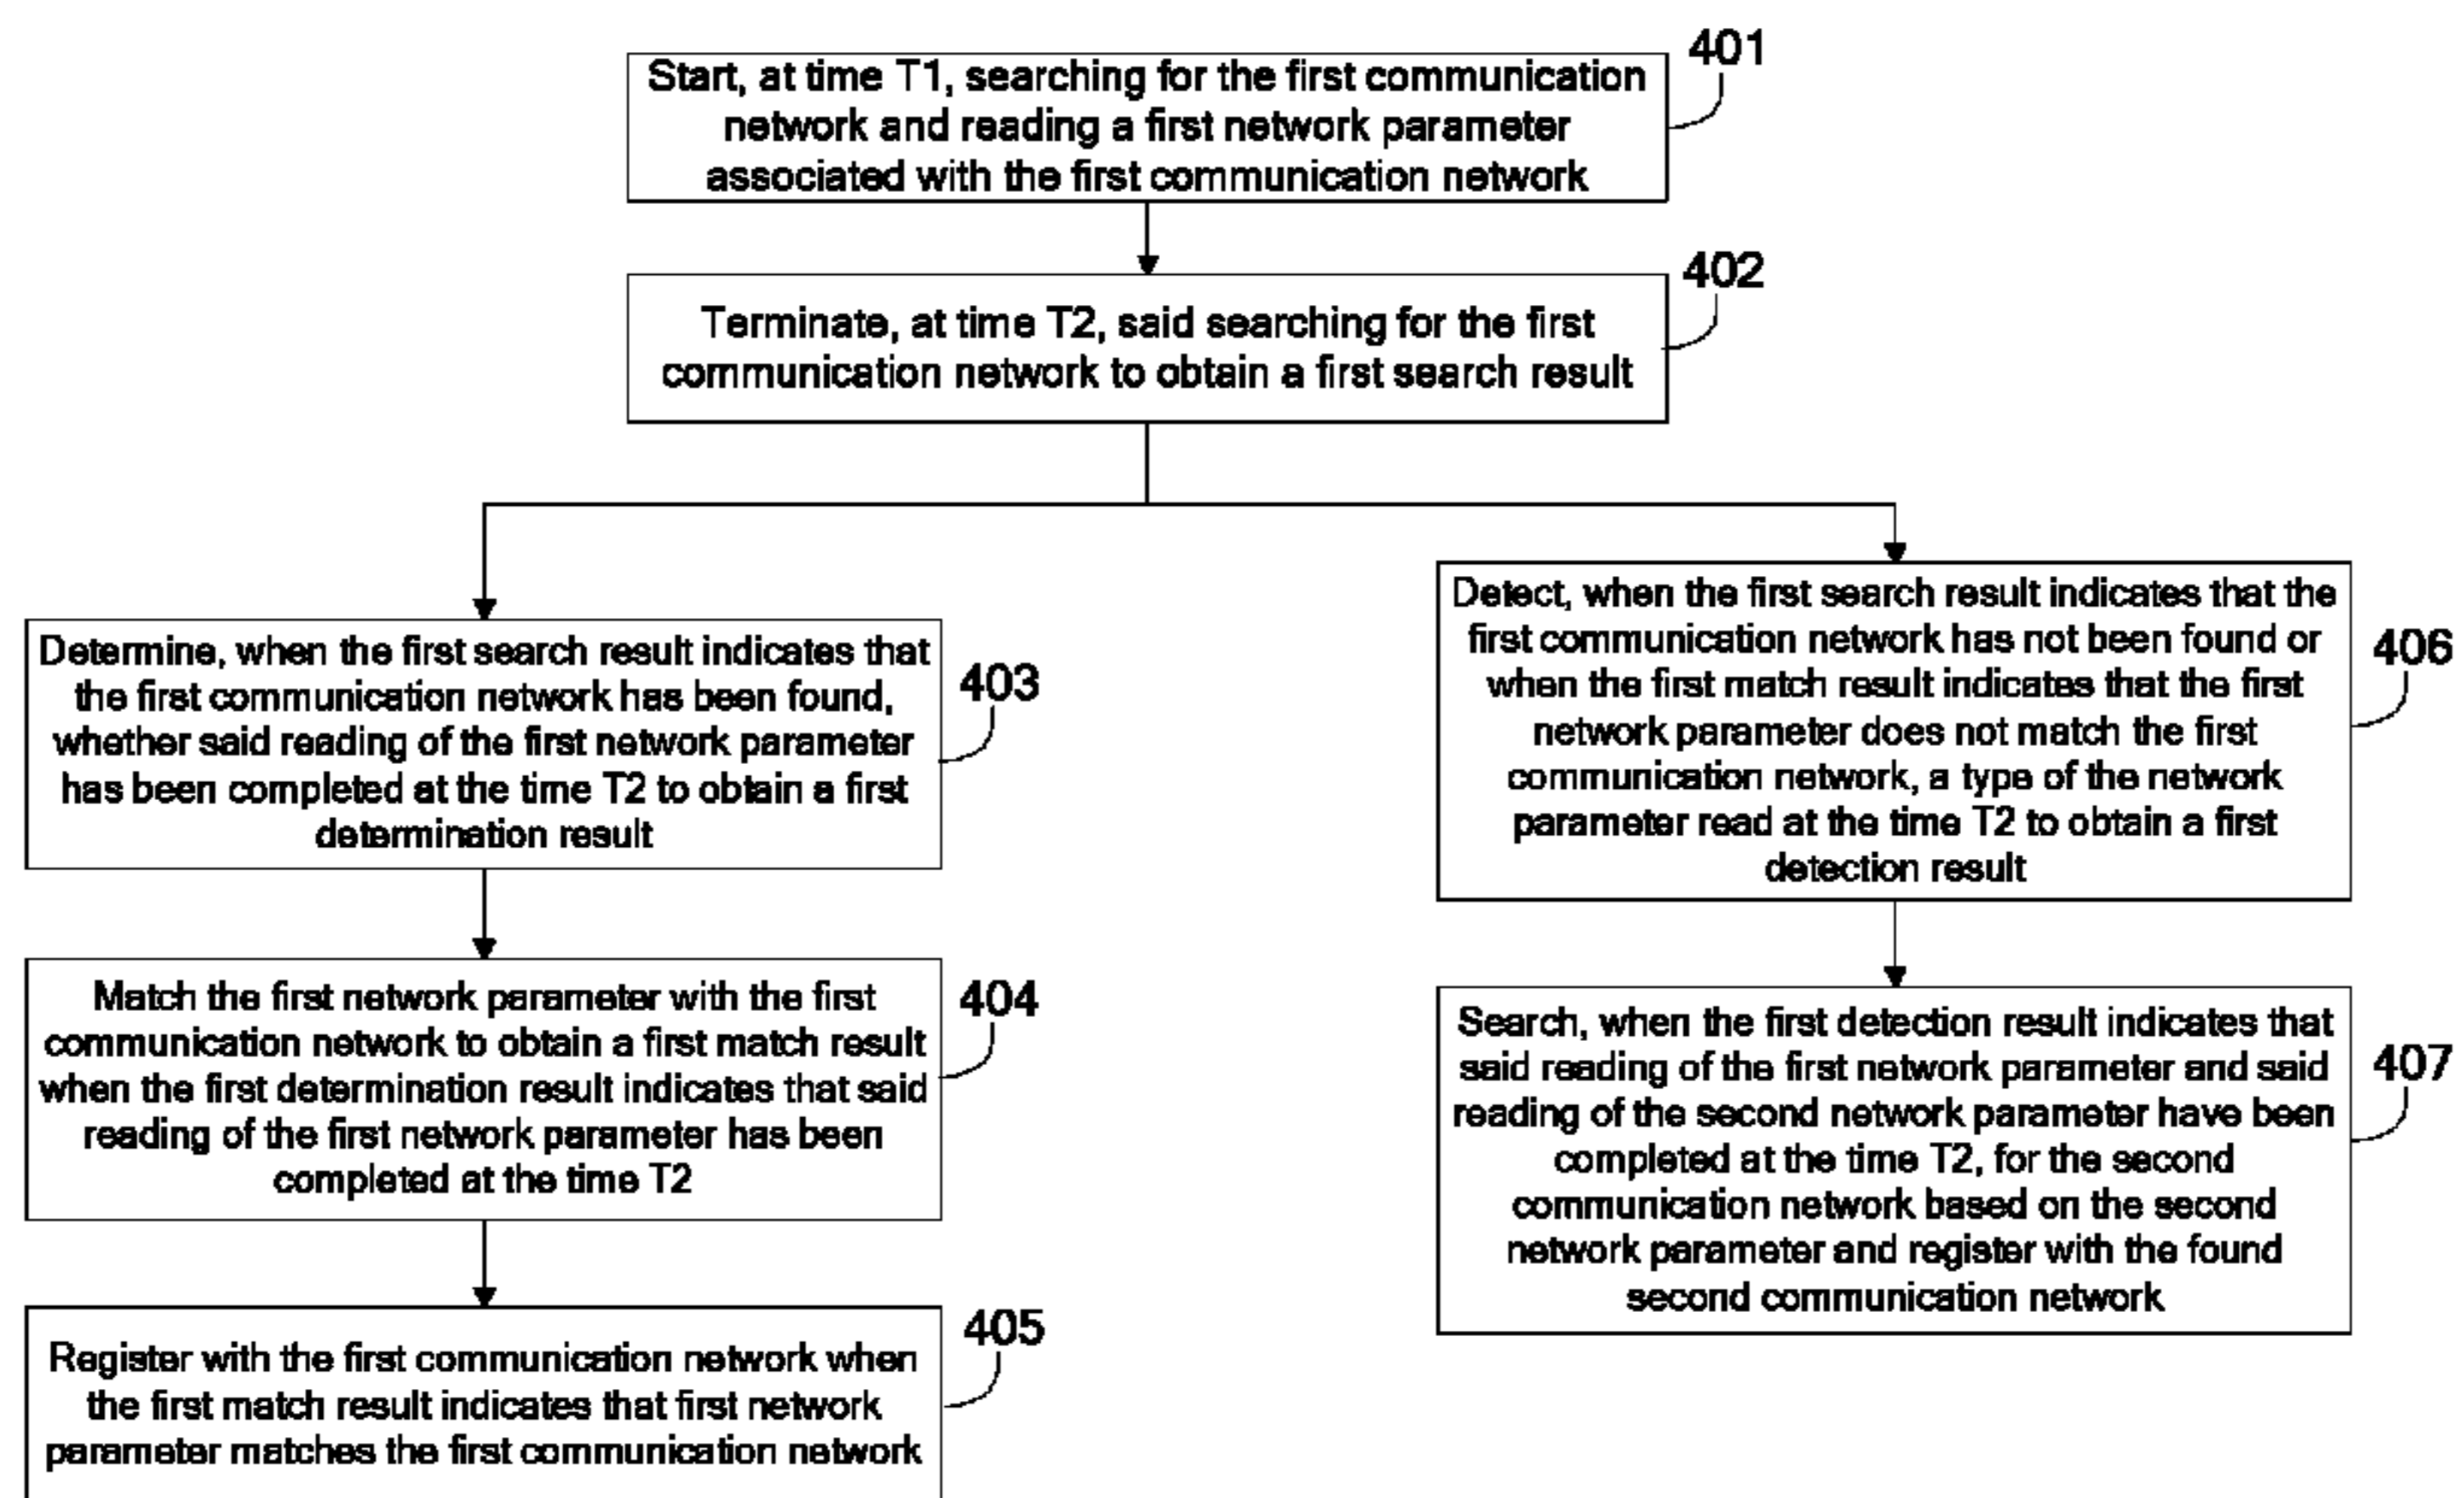 401
Start, at time T1, searching for the first communication
network and reading a first network parameter
associated with the first communication network
402
Terminate, at time T2, said searching for the first
communication network to obtain a first search result
403
Determine, when the first search result indicates that
the first communication network has been found,
whether said reading of the first network parameter
has been completed at the time T2 to obtain a first
determination result
404
Match the first network parameter with the first
communication network to obtain a first match result
when the first determination result indicates that said
reading of the first network parameter has been
completed at the time T2
405
Register with the first communication network when
the first match result indicates that first network
parameter matches the first communication network
406
Detect, when the first search result indicates that the
first communication network has not been found or
when the first match result indicates that the first
network parameter does not match the first
communication network, a type of the network
parameter read at the time T2 to obtain a first
detection result
407
Search, when the first detection result indicates that
said reading of the first network parameter and said
reading of the second network parameter have been
completed at the time T2, for the second
communication network based on the second
network parameter and register with the found
second communication network